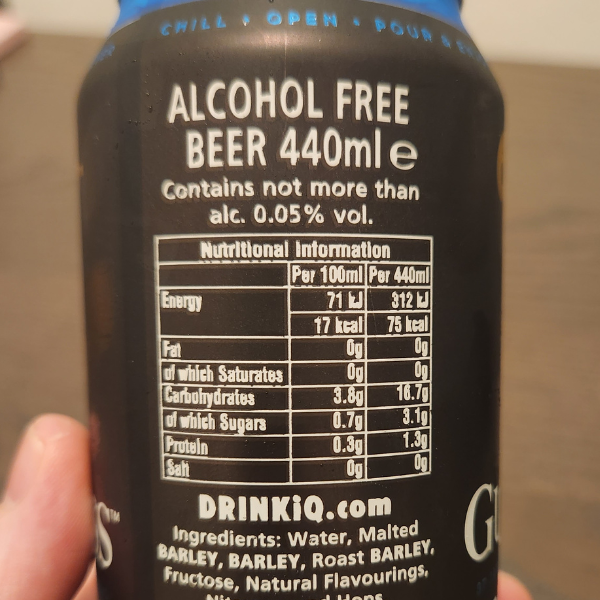 CHILL • OPEN • POUR
ALCOHOL FREE
BEER 440ml e
Contains not more than
alc. 0.05% vol.
Nutritional Information
Per 100ml Per 440ml
Energy 71 kJ 312 kJ
17 kcal 75 kcal
Fat 0g 0g
of which Saturates 0g 0g
Carbohydrates 3.8g 16.7g
of which Sugars 0.7g 3.1g
Protein 0.3g 1.3g
Salt 0g 0g
DRINKiQ.com
Ingredients: Water, Malted
BARLEY, BARLEY, Roast BARLEY,
Fructose, Natural Flavourings,
Hops